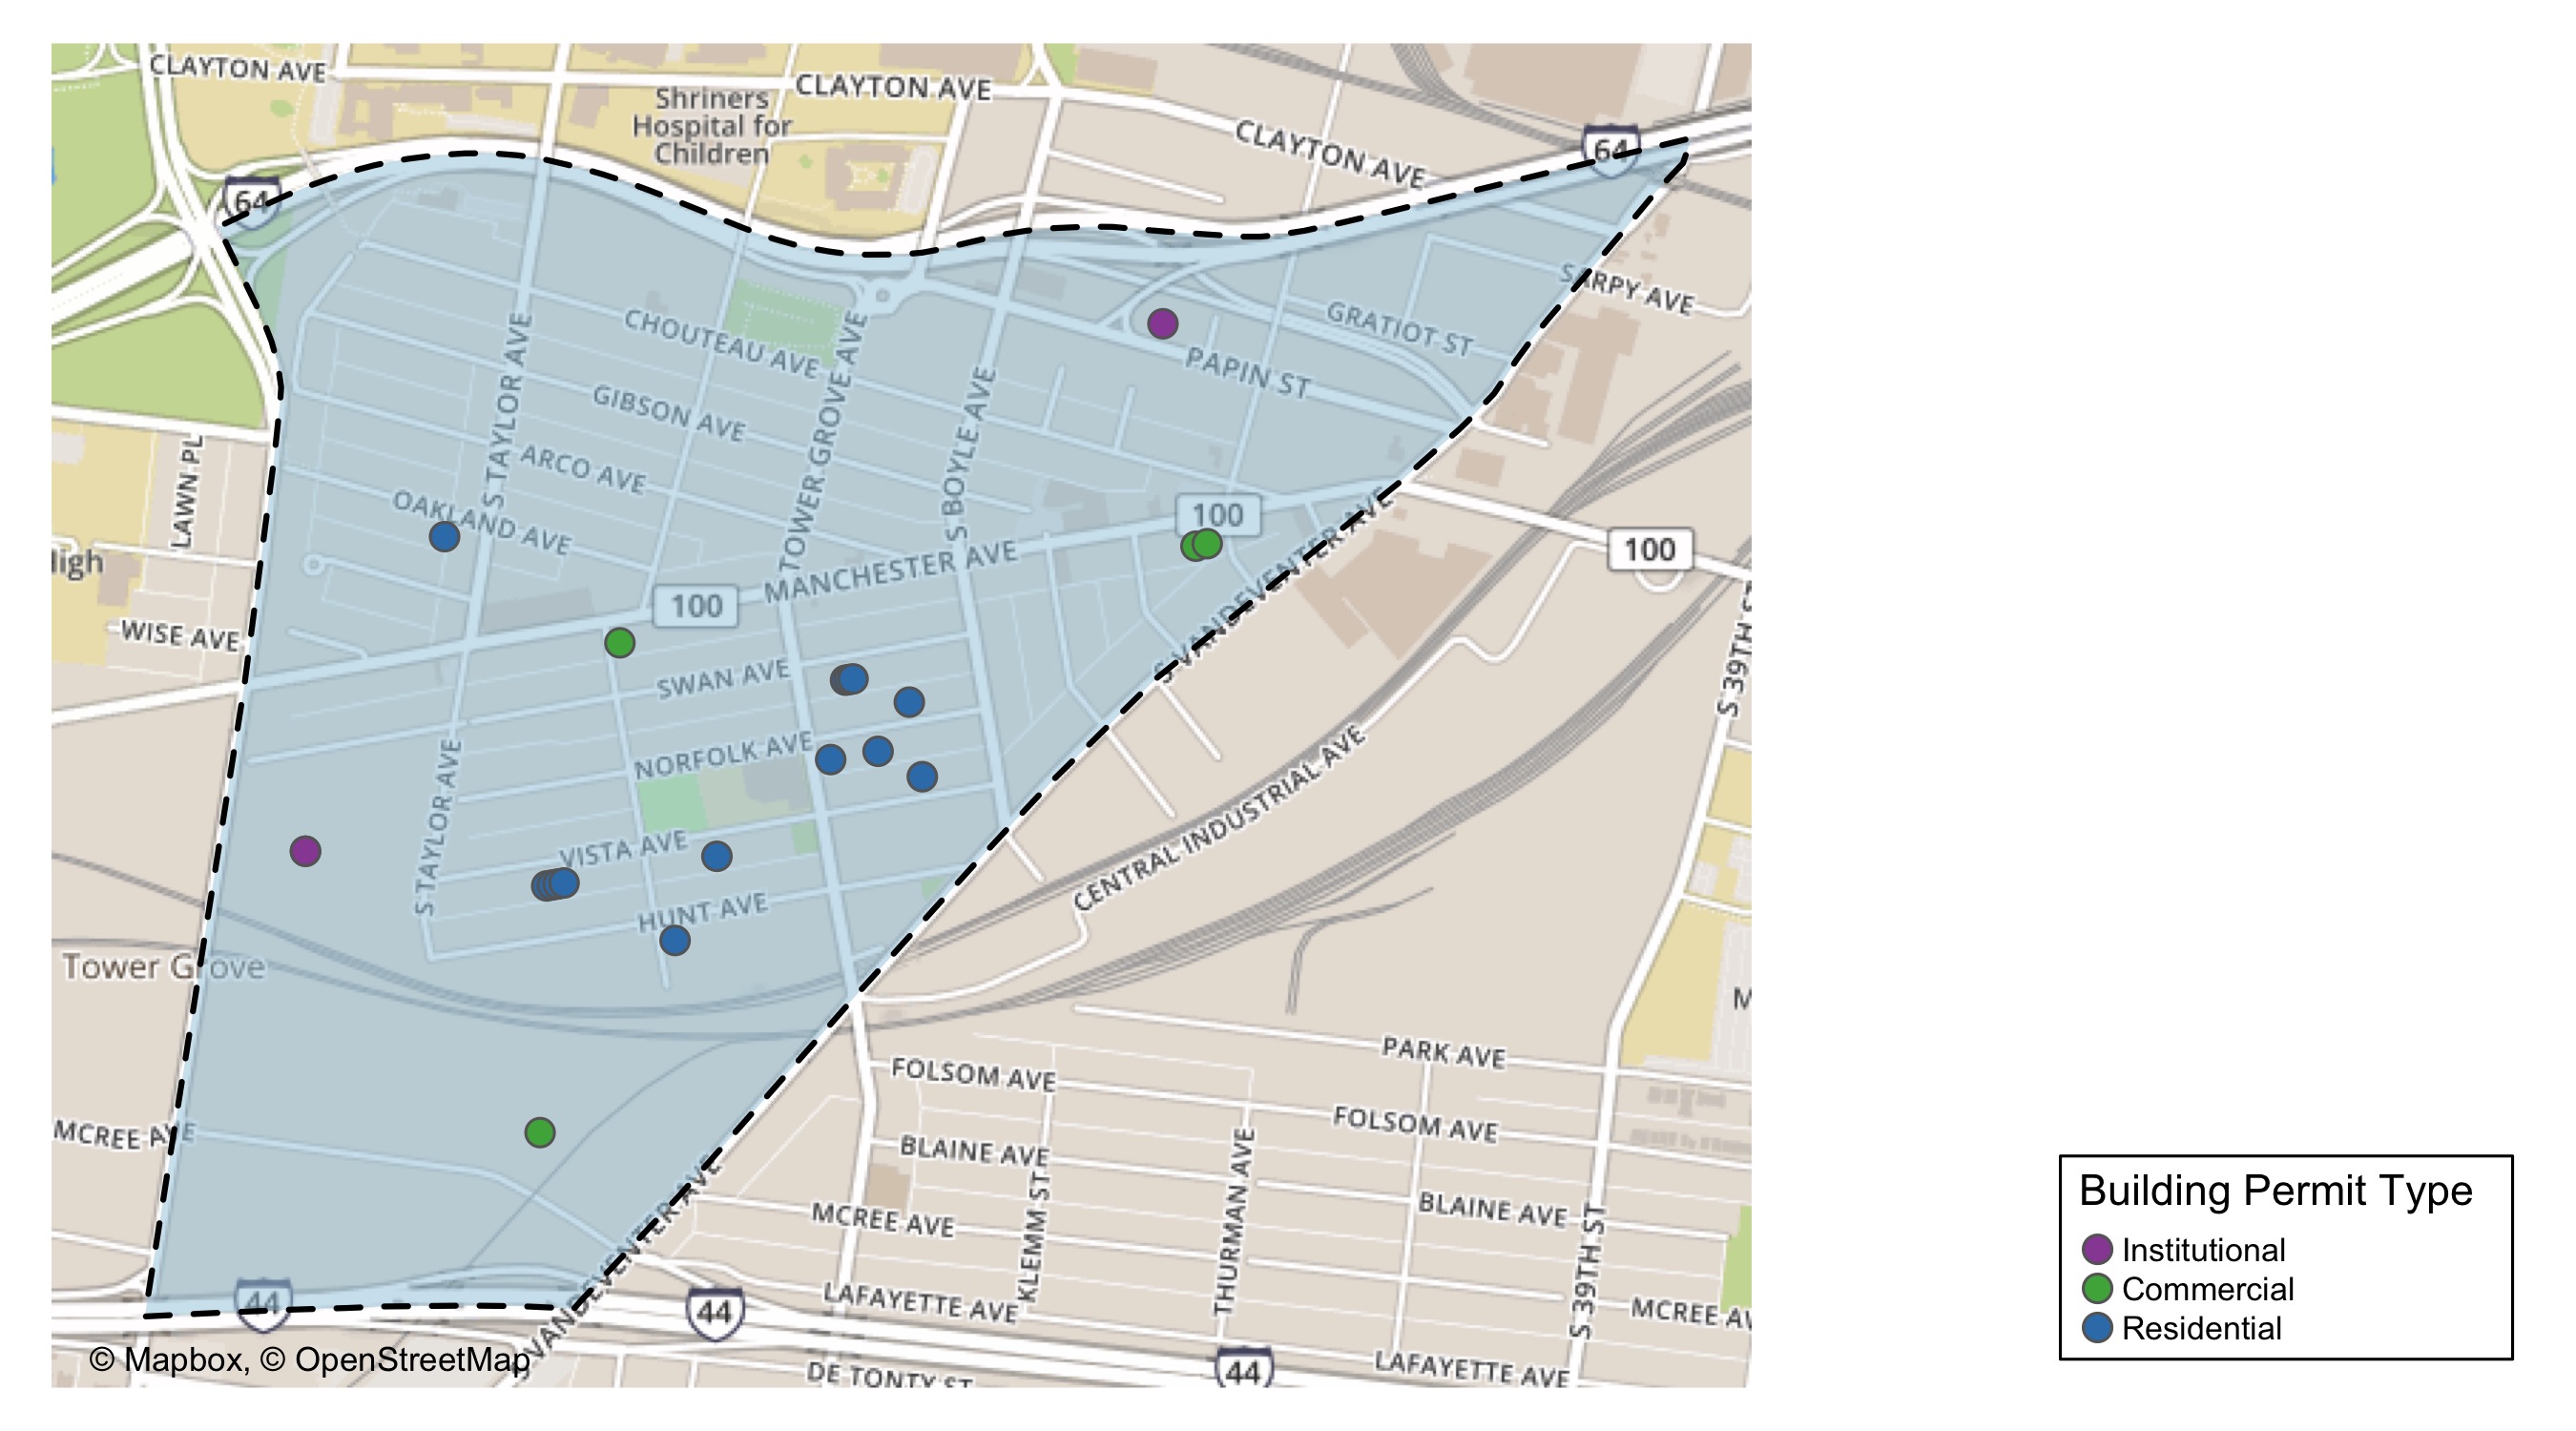 CLAYTON AVE
CLAYTON AVE
Shriners
Hospital for
Children
CLAYTON AVE
64
64
SARPY AVE
GRATIOT ST
CHOUTEAU AVE
PAPIN ST
S TAYLOR AVE
TOWER GROVE AVE
S BOYLE AVE
GIBSON AVE
ARCO AVE
LAWN PL
OAKLAND AVE
100
100
MANCHESTER AVE
100
S VANDEVENTER AVE
WISE AVE
SWAN AVE
S 39TH ST
NORFOLK AVE
S TAYLOR AVE
CENTRAL INDUSTRIAL AVE
VISTA AVE
HUNT AVE
Tower Grove
PARK AVE
FOLSOM AVE
FOLSOM AVE
MCREE AVE
BLAINE AVE
BLAINE AVE
KLEMM ST
THURMAN AVE
S 39TH ST
MCREE AVE
S VANDEVENTER AVE
44
44
LAFAYETTE AVE
MCREE AV
LAFAYETTE AVE
44
DE TONTY ST
© Mapbox, © OpenStreetMap
Building Permit Type
Institutional
Commercial
Residential